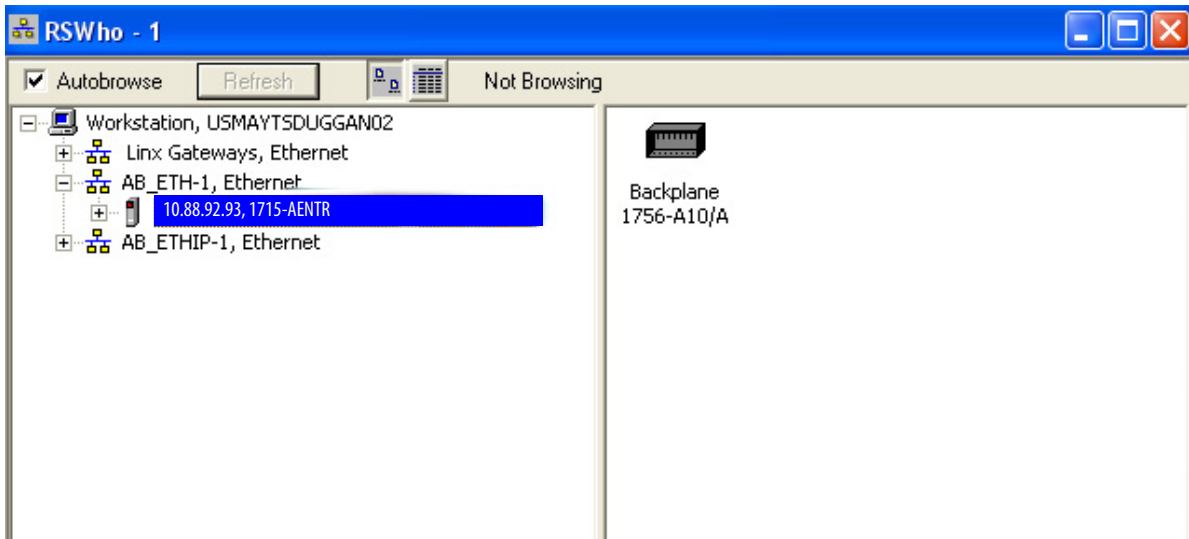 RSWho - 1
Autobrowse Refresh Not Browsing
Workstation, USMAYTSDUGGAN02
Linx Gateways, Ethernet
AB_ETH-1, Ethernet
10.88.92.93, 1715-AENTR
AB_ETHIP-1, Ethernet
Backplane
1756-A10/A